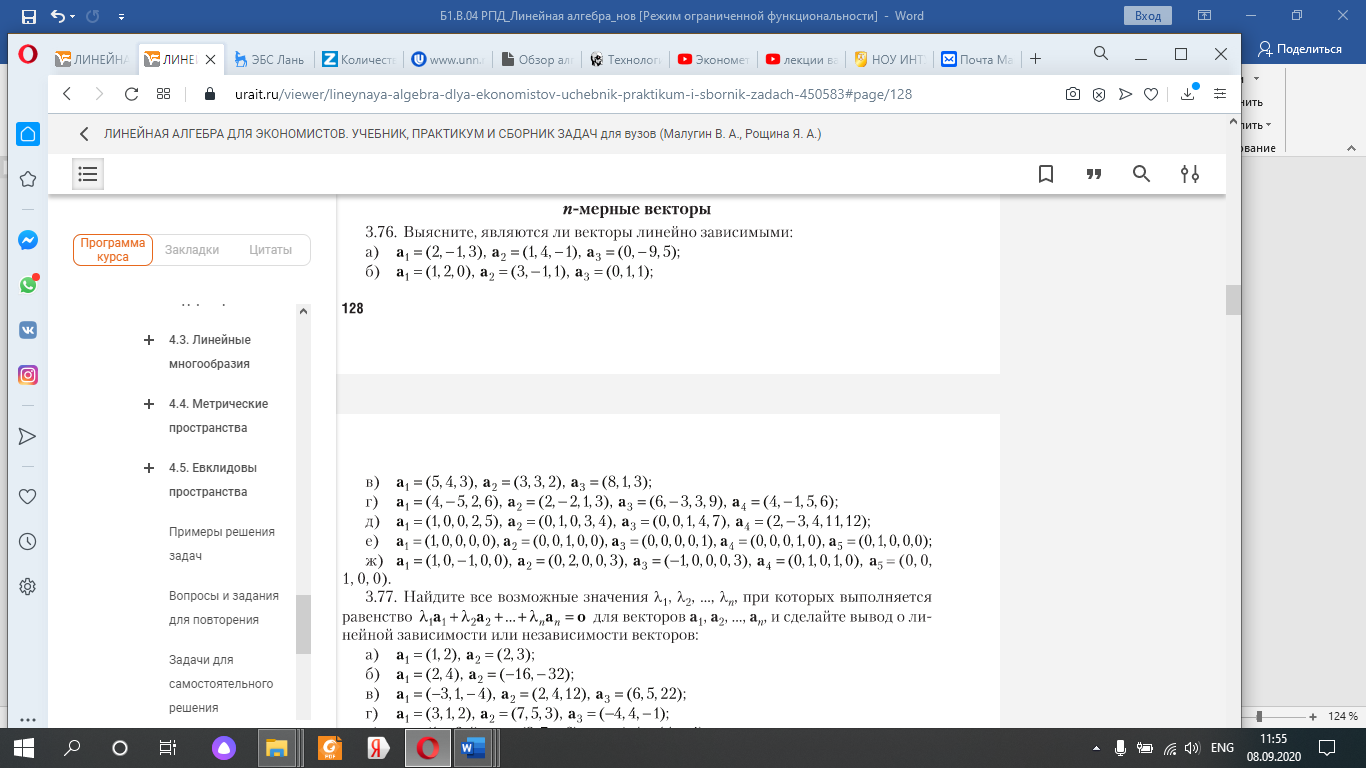 Б1.В.04 РПД_Линейная алгебра_нов [Режим ограниченной функциональности] - Word
Вход
Поделиться
ЛИНЕЙНА
ЛИНЕЙ
ЭБС Лань
Количест
www.unn.
Обзор ал
Технолог
Экономет
лекции ва
НОУ ИНТ
Почта Ma
urait.ru/viewer/lineynaya-algebra-dlya-ekonomistov-uchebnik-praktikum-i-sbornik-zadach-450583#page/128
нить
лить
ование
ЛИНЕЙНАЯ АЛГЕБРА ДЛЯ ЭКОНОМИСТОВ. УЧЕБНИК, ПРАКТИКУМ И СБОРНИК ЗАДАЧ для вузов (Малугин В. А., Рощина Я. А.)
Программа курса
Закладки
Цитаты
4.3. Линейные
многообразия
4.4. Метрические
пространства
4.5. Евклидовы
пространства
Примеры решения
задач
Вопросы и задания
для повторения
Задачи для
самостоятельного
решения
n-мерные векторы
3.76. Выясните, являются ли векторы линейно зависимыми:
а) a₁ = (2, −1, 3), a₂ = (1, 4, −1), a₃ = (0, −9, 5);
б) a₁ = (1, 2, 0), a₂ = (3, −1, 1), a₃ = (0, 1, 1);
128
в) a₁ = (5, 4, 3), a₂ = (3, 3, 2), a₃ = (8, 1, 3);
г) a₁ = (4, −5, 2, 6), a₂ = (2, −2, 1, 3), a₃ = (6, −3, 3, 9), a₄ = (4, −1, 5, 6);
д) a₁ = (1, 0, 0, 2, 5), a₂ = (0, 1, 0, 3, 4), a₃ = (0, 0, 1, 4, 7), a₄ = (2, −3, 4, 11, 12);
е) a₁ = (1, 0, 0, 0, 0), a₂ = (0, 0, 1, 0, 0), a₃ = (0, 0, 0, 0, 1), a₄ = (0, 0, 0, 1, 0), a₅ = (0, 1, 0, 0, 0);
ж) a₁ = (1, 0, −1, 0, 0), a₂ = (0, 2, 0, 0, 3), a₃ = (−1, 0, 0, 0, 3), a₄ = (0, 1, 0, 1, 0), a₅ = (0, 0,
1, 0, 0).
3.77. Найдите все возможные значения λ₁, λ₂, ..., λₙ, при которых выполняется
равенство λ₁a₁ + λ₂a₂ + ... + λₙaₙ = o для векторов a₁, a₂, ..., aₙ, и сделайте вывод о ли-
нейной зависимости или независимости векторов:
а) a₁ = (1, 2), a₂ = (2, 3);
б) a₁ = (2, 4), a₂ = (−16, −32);
в) a₁ = (−3, 1, −4), a₂ = (2, 4, 12), a₃ = (6, 5, 22);
г) a₁ = (3, 1, 2), a₂ = (7, 5, 3), a₃ = (−4, 4, −1);
124 %
ENG
11:55
08.09.2020